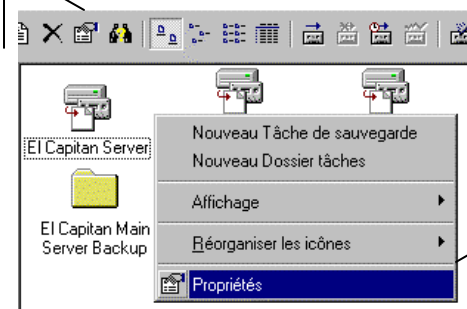 El Capitan Server
El Capitan Main
Server Backup
Nouveau Tâche de sauvegarde
Nouveau Dossier tâches
Affichage
Réorganiser les icônes
Propriétés